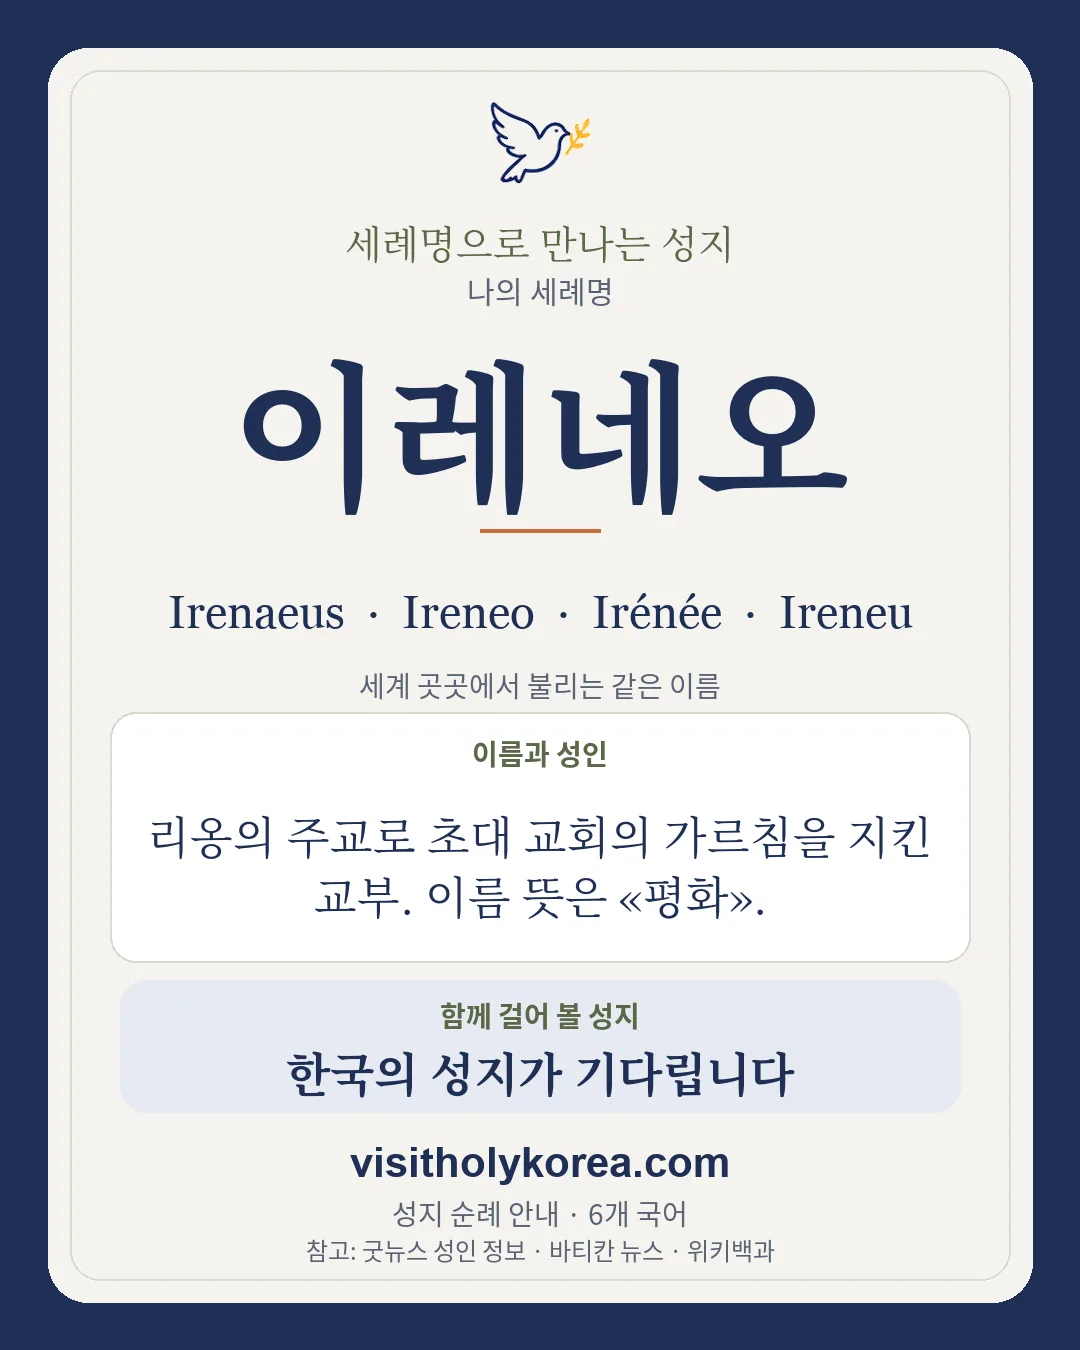 세례명으로 만나는 성지
나의 세례명
이레네오
Irenaeus · Ireneo · Irénée · Ireneu
세계 곳곳에서 불리는 같은 이름
이름과 성인
리옹의 주교로 초대 교회의 가르침을 지킨
교부. 이름 뜻은 «평화».
함께 걸어 볼 성지
한국의 성지가 기다립니다
visitholykorea.com
성지 순례 안내 · 6개 국어
참고: 굿뉴스 성인 정보 · 바티칸 뉴스 · 위키백과